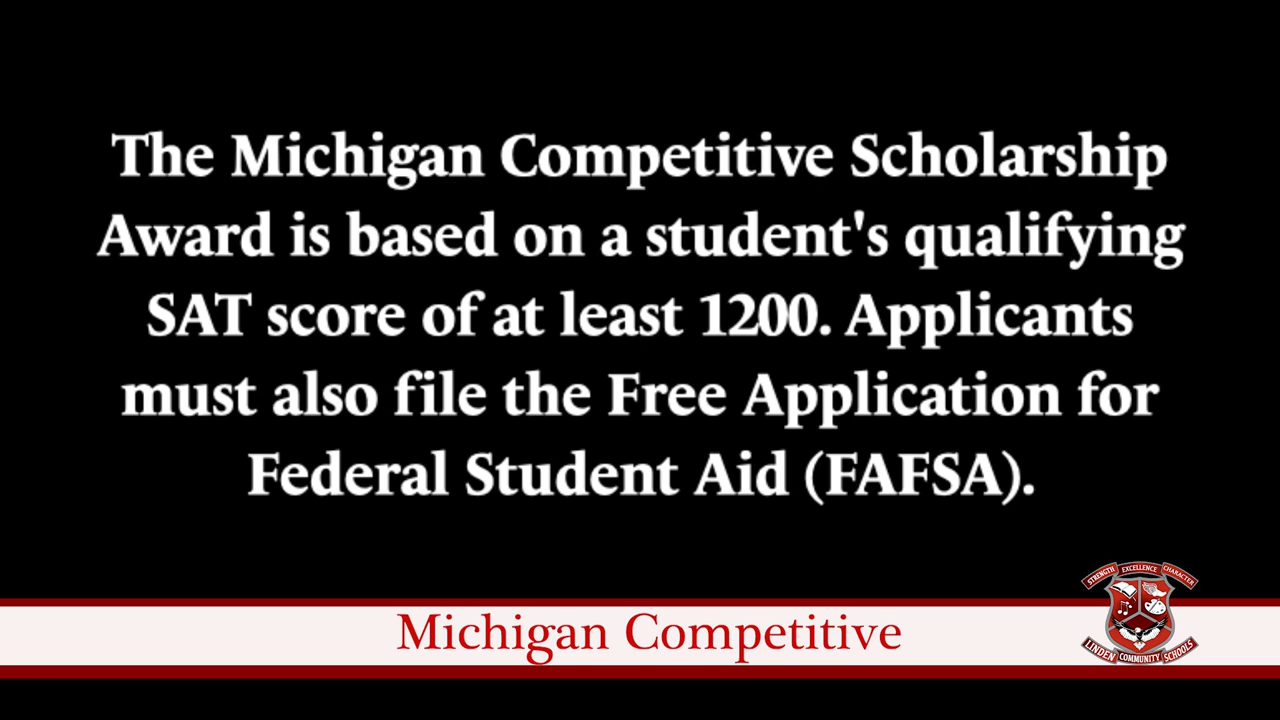 The Michigan Competitive Scholarship
Award is based on a student's qualifying
SAT score of at least 1200. Applicants
must also file the Free Application for
Federal Student Aid (FAFSA).
STRENGTH EXCELLENCE CHARACTER
Michigan Competitive
LINDEN COMMUNITY SCHOOLS